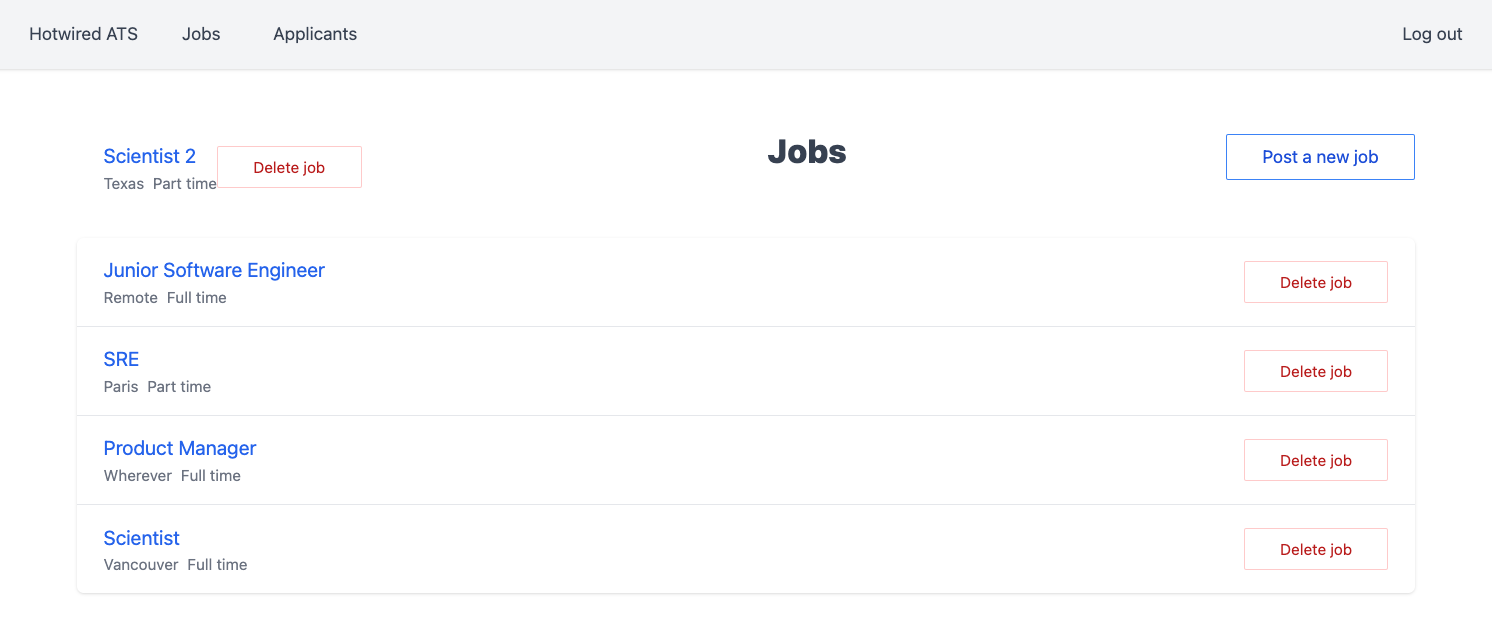 Hotwired ATS Jobs Applicants Log out
Scientist 2 Delete job Jobs Post a new job
Texas Part time
Junior Software Engineer Delete job
Remote Full time
SRE Delete job
Paris Part time
Product Manager Delete job
Wherever Full time
Scientist Delete job
Vancouver Full time